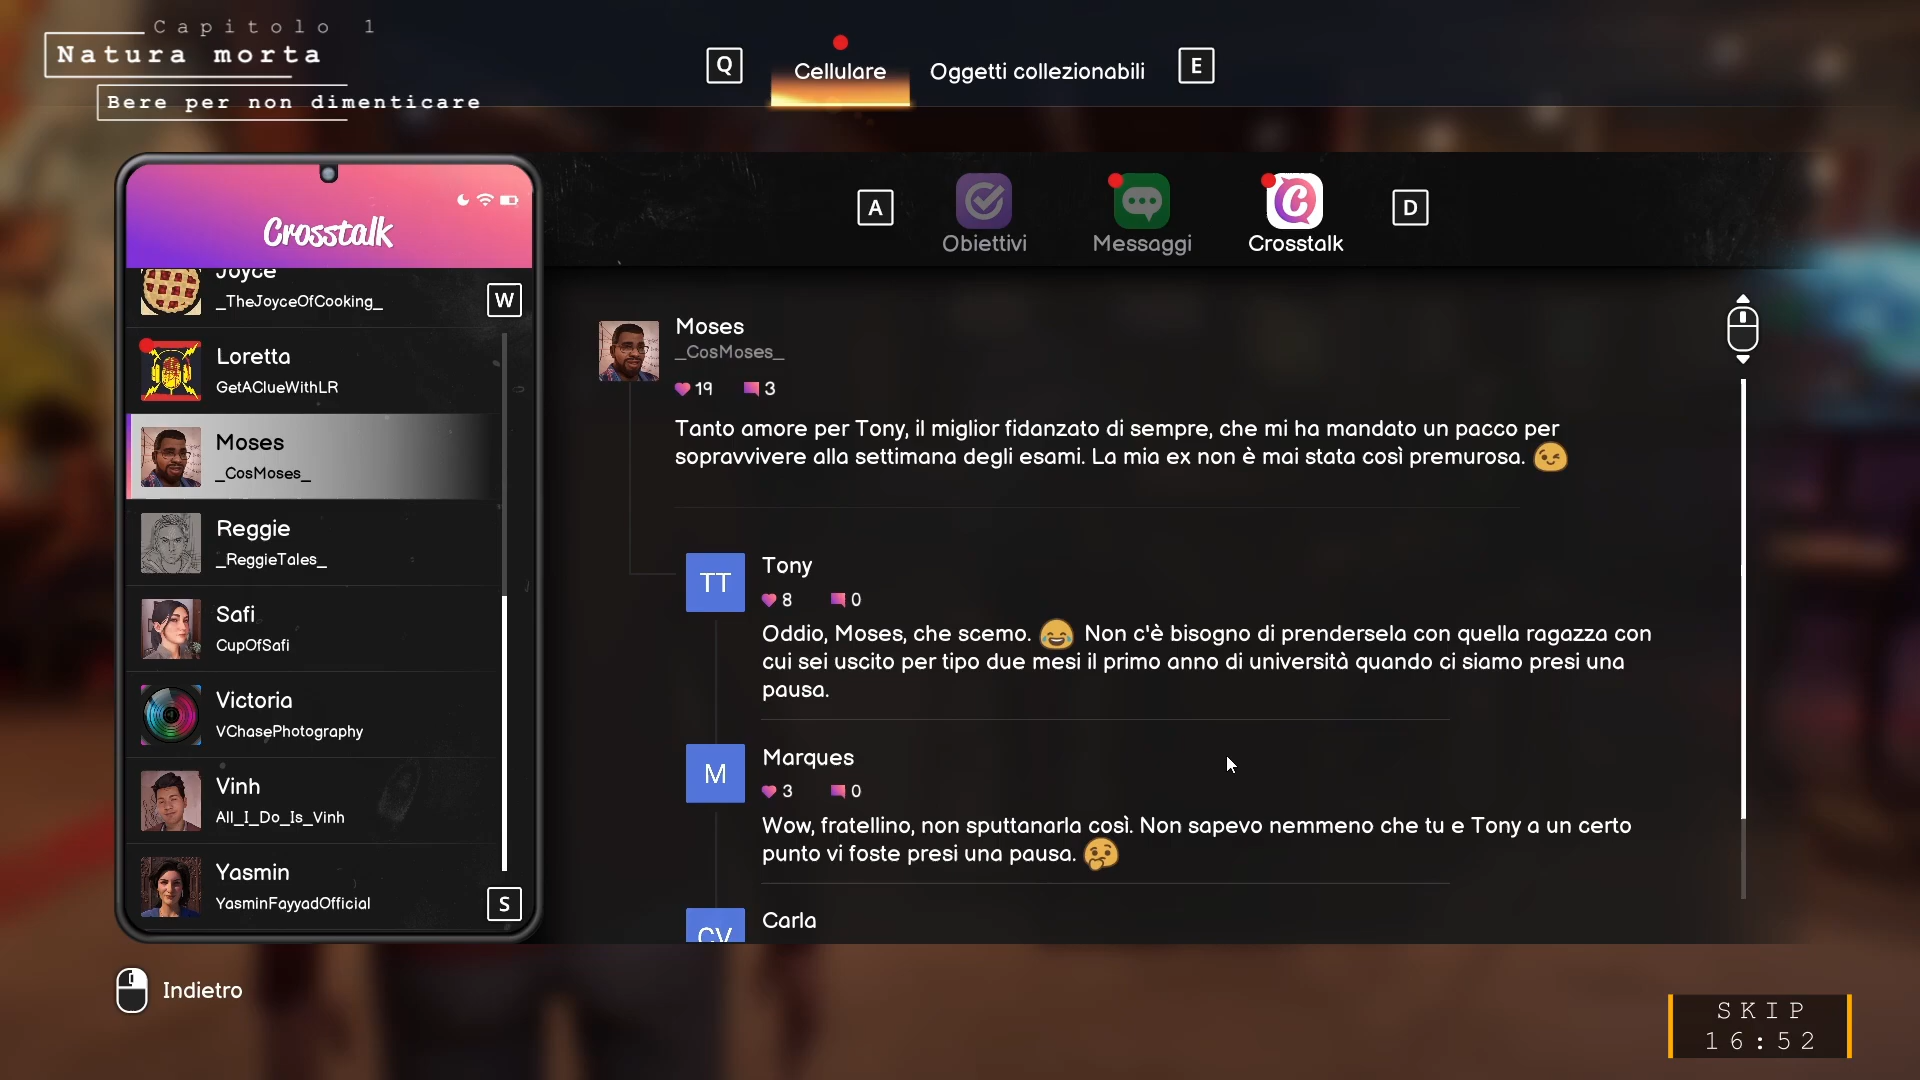 Capitolo 1
Natura morta
Bere per non dimenticare
Q
Cellulare
Oggetti collezionabili
E
Crosstalk
A
Obiettivi
Messaggi
Crosstalk
D
Joyce
_TheJoyceOfCooking_
W
Loretta
GetAClueWithLR
Moses
_CosMoses_
Reggie
_ReggieTales_
Safi
CupOfSafi
Victoria
VChasePhotography
Vinh
All_I_Do_Is_Vinh
Yasmin
YasminFayyadOfficial
S
Moses
_CosMoses_
19 3
Tanto amore per Tony, il miglior fidanzato di sempre, che mi ha mandato un pacco per
sopravvivere alla settimana degli esami. La mia ex non è mai stata così premurosa. 😉
TT
Tony
8 0
Oddio, Moses, che scemo. 😂 Non c'è bisogno di prendersela con quella ragazza con
cui sei uscito per tipo due mesi il primo anno di università quando ci siamo presi una
pausa.
M
Marques
3 0
Wow, fratellino, non sputtanarla così. Non sapevo nemmeno che tu e Tony a un certo
punto vi foste presi una pausa. 🤔
CV
Carla
Indietro
SKIP
16:52